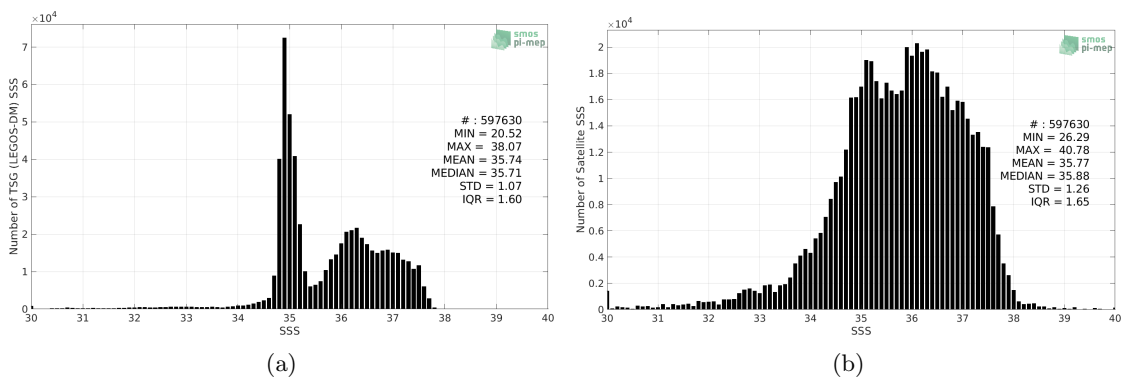 ×10⁴
Number of TSG (LEGOS-DM) SSS
7
6
5
4
3
2
1
0
30 31 32 33 34 35 36 37 38 39 40
SSS
smos
pi-mep
# : 597630
MIN = 20.52
MAX = 38.07
MEAN = 35.74
MEDIAN = 35.71
STD = 1.07
IQR = 1.60
(a)
×10⁴
Number of Satellite SSS
2
1.8
1.6
1.4
1.2
1
0.8
0.6
0.4
0.2
0
30 31 32 33 34 35 36 37 38 39 40
SSS
smos
pi-mep
# : 597630
MIN = 26.29
MAX = 40.78
MEAN = 35.77
MEDIAN = 35.88
STD = 1.26
IQR = 1.65
(b)